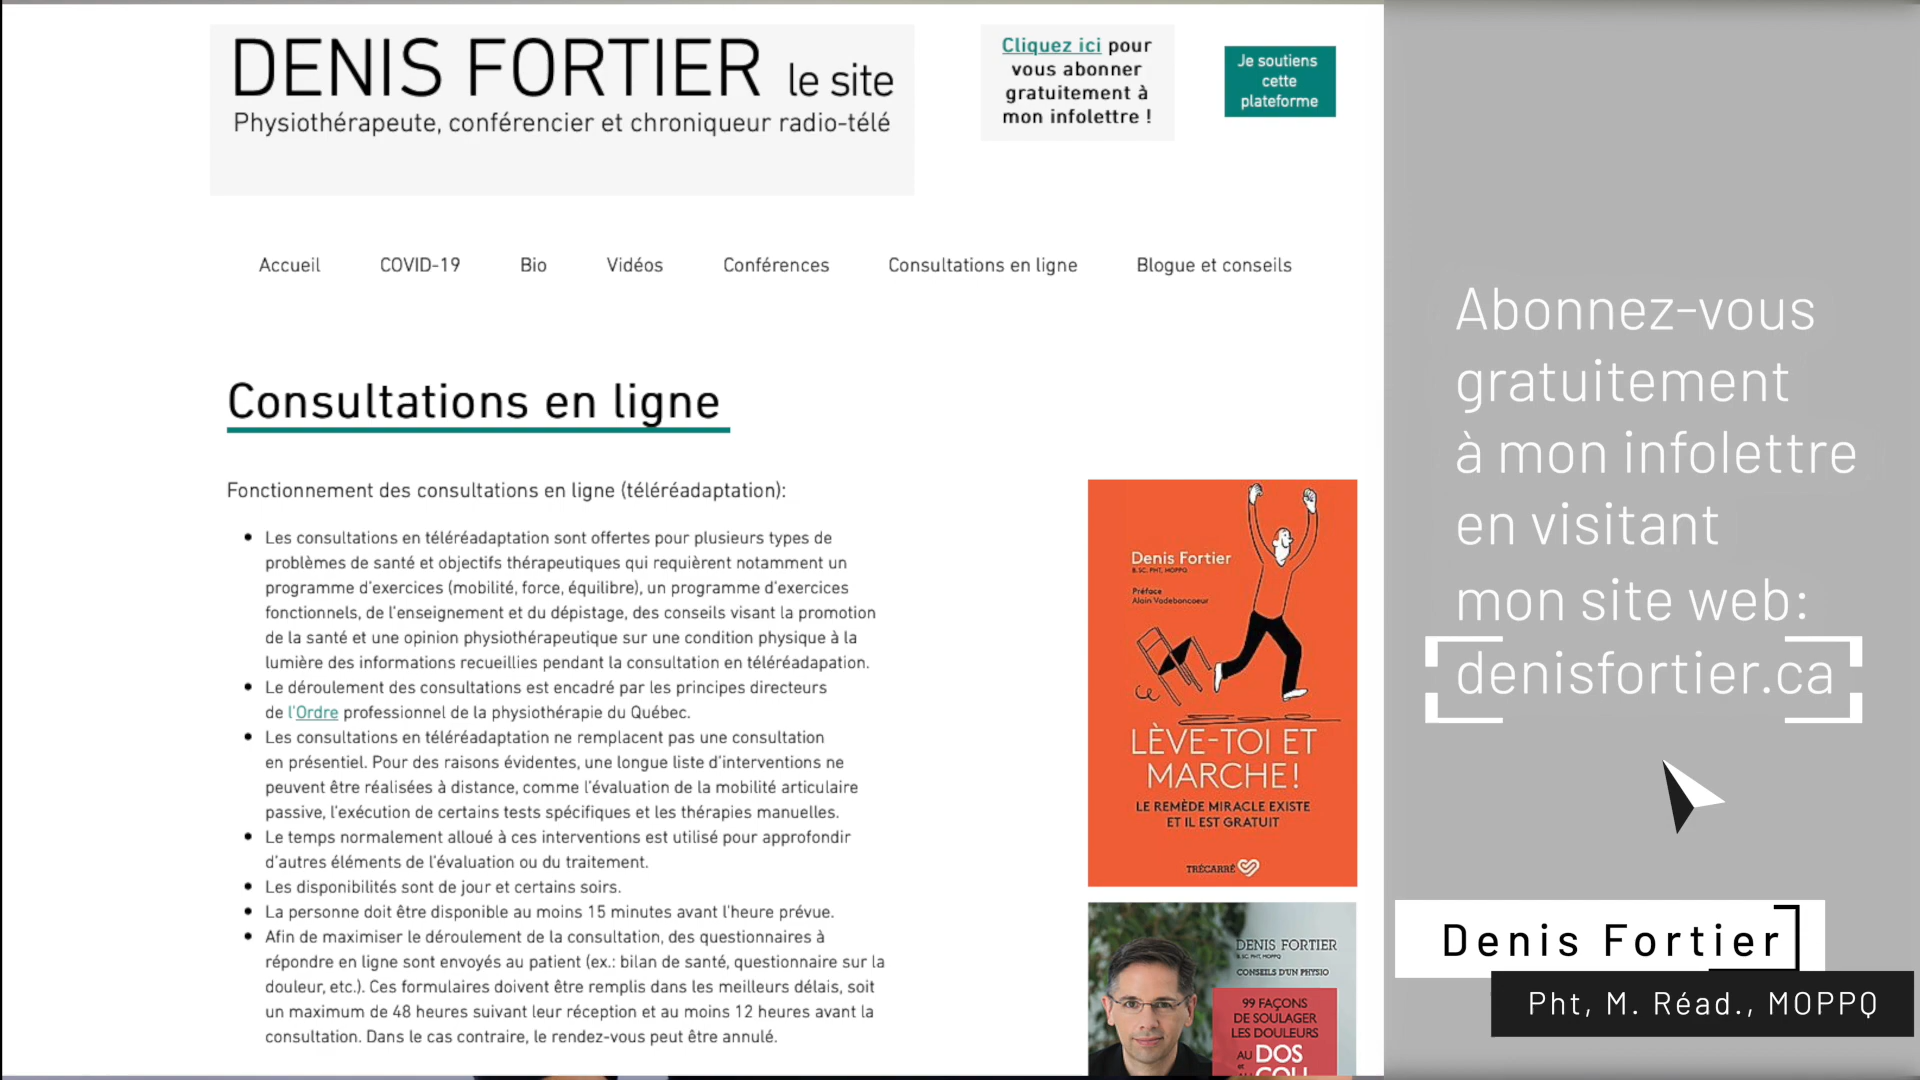 DENIS FORTIER le site
Physiothérapeute, conférencier et chroniqueur radio-télé
Cliquez ici pour
vous abonner
gratuitement à
mon infolettre !
Je soutiens
cette
plateforme
Accueil COVID-19 Bio Vidéos Conférences Consultations en ligne Blogue et conseils
Consultations en ligne
Fonctionnement des consultations en ligne (téléréadaptation):
• Les consultations en téléréadaptation sont offertes pour plusieurs types de
problèmes de santé et objectifs thérapeutiques qui requièrent notamment un
programme d'exercices (mobilité, force, équilibre), un programme d'exercices
fonctionnels, de l'enseignement et du dépistage, des conseils visant la promotion
de la santé et une opinion physiothérapeutique sur une condition physique à la
lumière des informations recueillies pendant la consultation en téléréadapation.
• Le déroulement des consultations est encadré par les principes directeurs
de l'Ordre professionnel de la physiothérapie du Québec.
• Les consultations en téléréadaptation ne remplacent pas une consultation
en présentiel. Pour des raisons évidentes, une longue liste d'interventions ne
peuvent être réalisées à distance, comme l'évaluation de la mobilité articulaire
passive, l'exécution de certains tests spécifiques et les thérapies manuelles.
• Le temps normalement alloué à ces interventions est utilisé pour approfondir
d'autres éléments de l'évaluation ou du traitement.
• Les disponibilités sont de jour et certains soirs.
• La personne doit être disponible au moins 15 minutes avant l'heure prévue.
• Afin de maximiser le déroulement de la consultation, des questionnaires à
répondre en ligne sont envoyés au patient (ex.: bilan de santé, questionnaire sur la
douleur, etc.). Ces formulaires doivent être remplis dans les meilleurs délais, soit
un maximum de 48 heures suivant leur réception et au moins 12 heures avant la
consultation. Dans le cas contraire, le rendez-vous peut être annulé.
Denis Fortier
B.SC. PHT, MOPPQ
Préface
Alain Vadeboncoeur
LÈVE-TOI ET
MARCHE!
LE REMÈDE MIRACLE EXISTE
ET IL EST GRATUIT
TRÉCARRÉ
DENIS FORTIER
B.SC. PHT, MOPPQ
CONSEILS D'UN PHYSIO
99 FAÇONS
DE SOULAGER
LES DOULEURS
AU DOS
et
AU COU
Abonnez-vous
gratuitement
à mon infolettre
en visitant
mon site web:
denisfortier.ca
Denis Fortier
Pht, M. Réad., MOPPQ